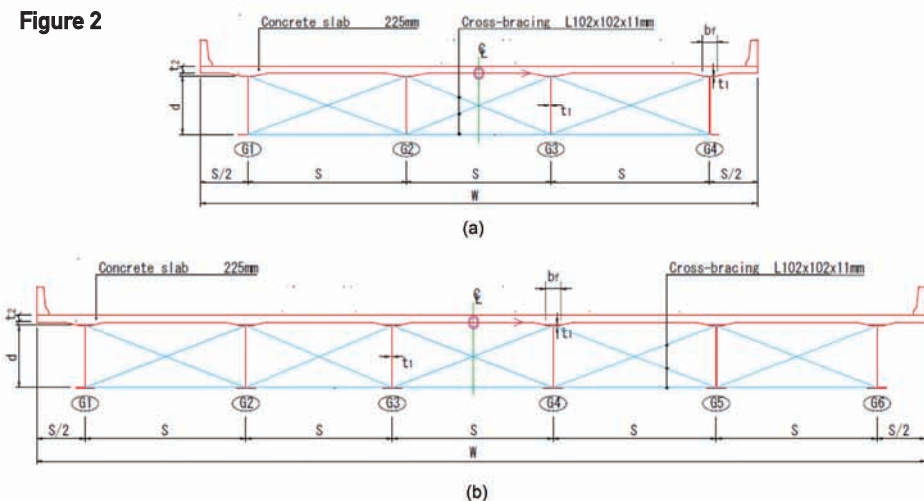 Figure 2
Concrete slab 225mm
Cross-bracing L102x102x11mm
bf
℄
t2
t1
d
t1
G1 G2 G3 G4
S/2 S S S S/2
W
(a)
Concrete slab 225mm
bf
Cross-bracing L102x102x11mm
℄
t2
t1
d
t1
G1 G2 G3 G4 G5 G6
S/2 S S S S S S/2
W
(b)